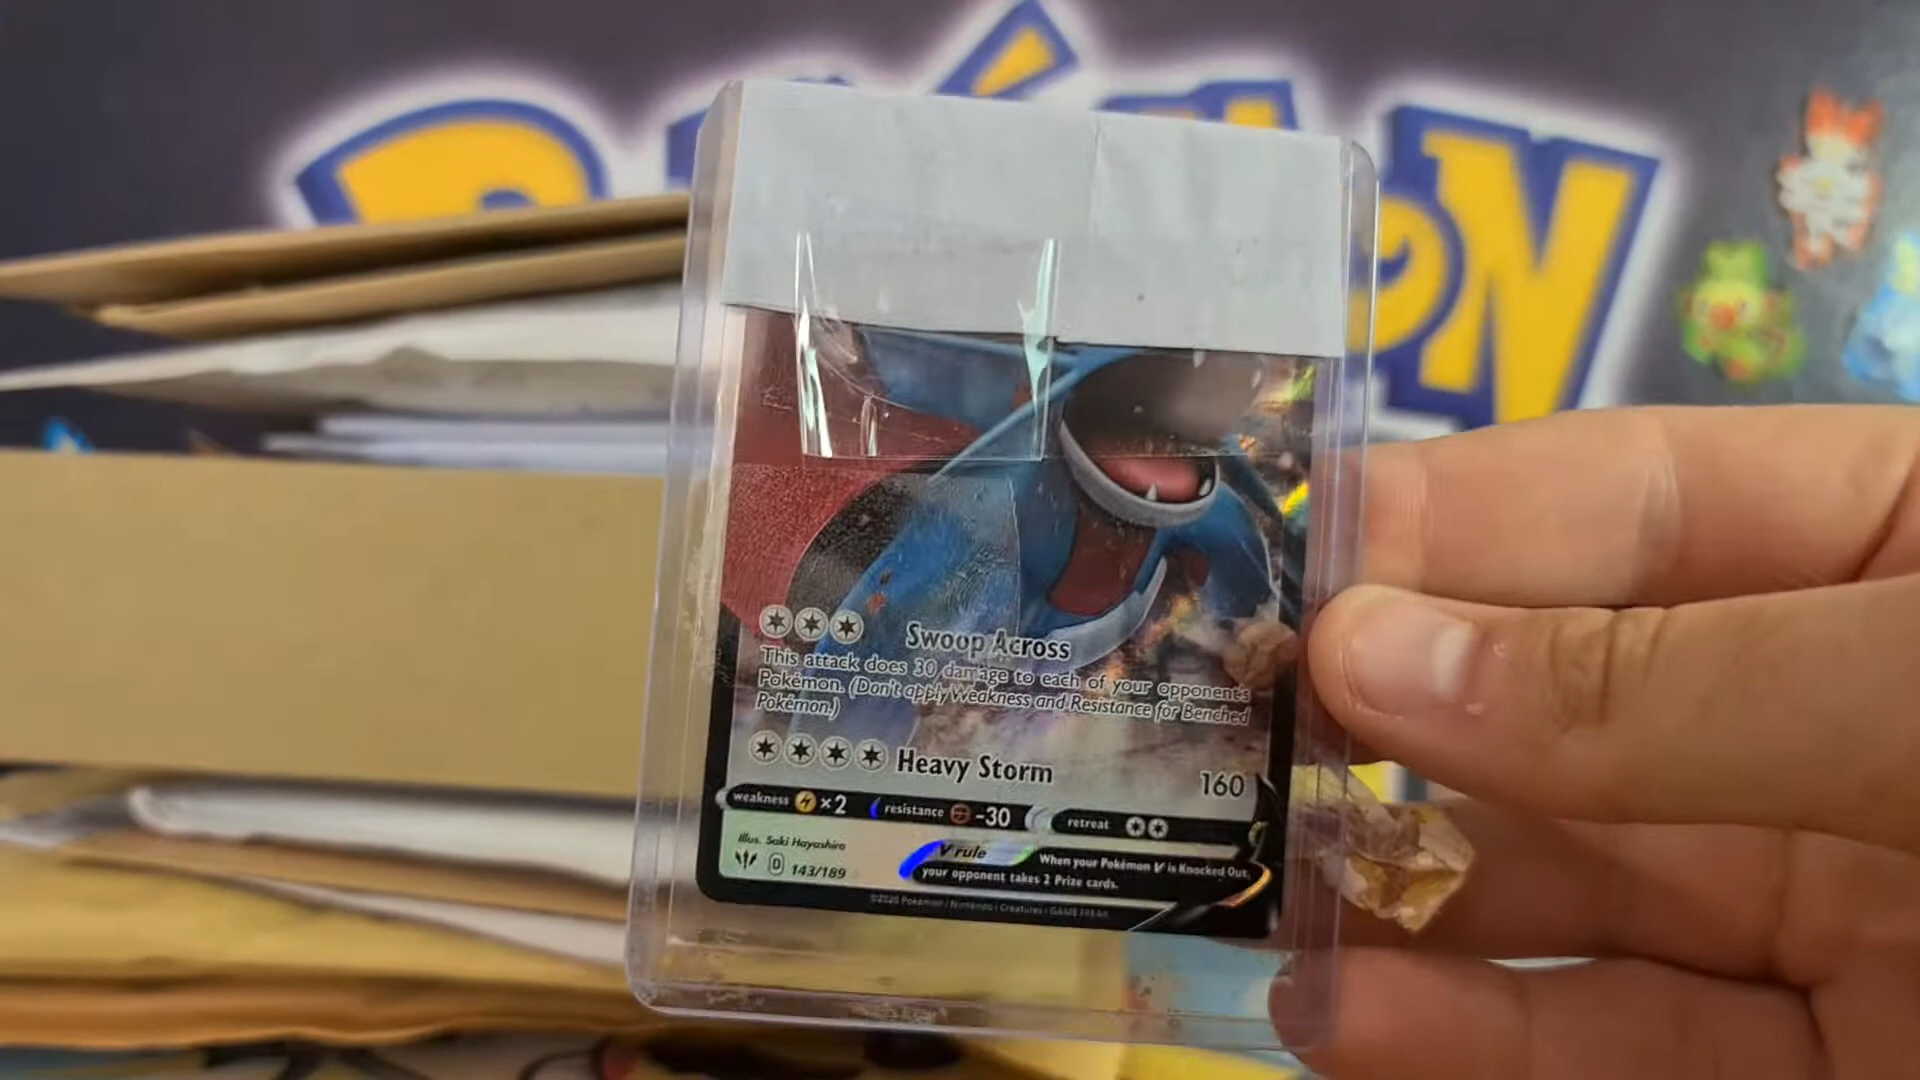 POKÉMON
Swoop Across
This attack does 30 damage to each of your opponent's
Pokémon. (Don't apply Weakness and Resistance for Benched
Pokémon.)
Heavy Storm 160
weakness ×2 resistance -30 retreat
Illus. Saki Hayashiro
D 143/189
V rule
When your Pokémon V is Knocked Out,
your opponent takes 2 Prize cards.
©2020 Pokémon / Nintendo / Creatures / GAME FREAK